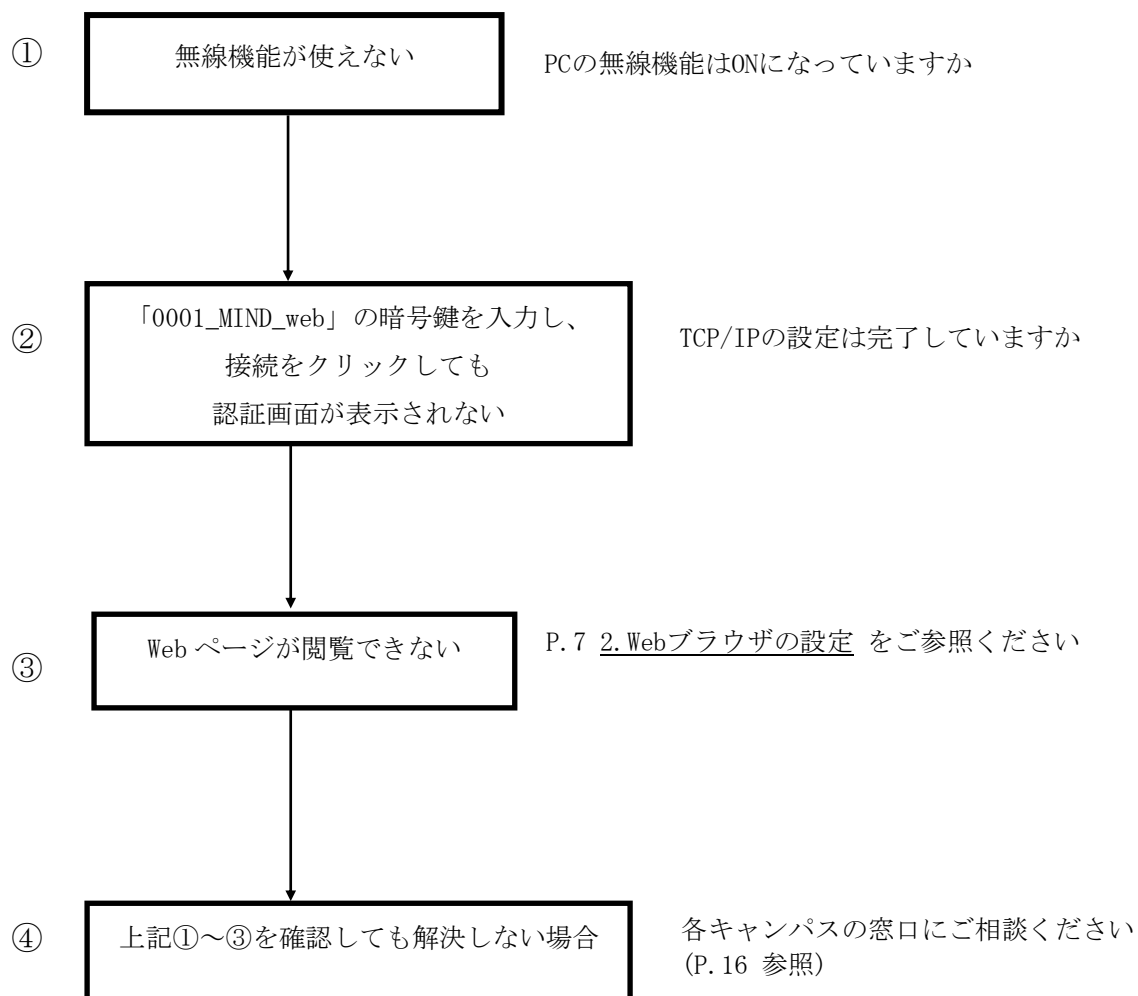 ①
無線機能が使えない
PCの無線機能はONになっていますか
②
「0001_MIND_web」の暗号鍵を入力し、
接続をクリックしても
認証画面が表示されない
TCP/IPの設定は完了していますか
③
Web ページが閲覧できない
P.7 2.Webブラウザの設定 をご参照ください
④
上記①～③を確認しても解決しない場合
各キャンパスの窓口にご相談ください
(P.16 参照)